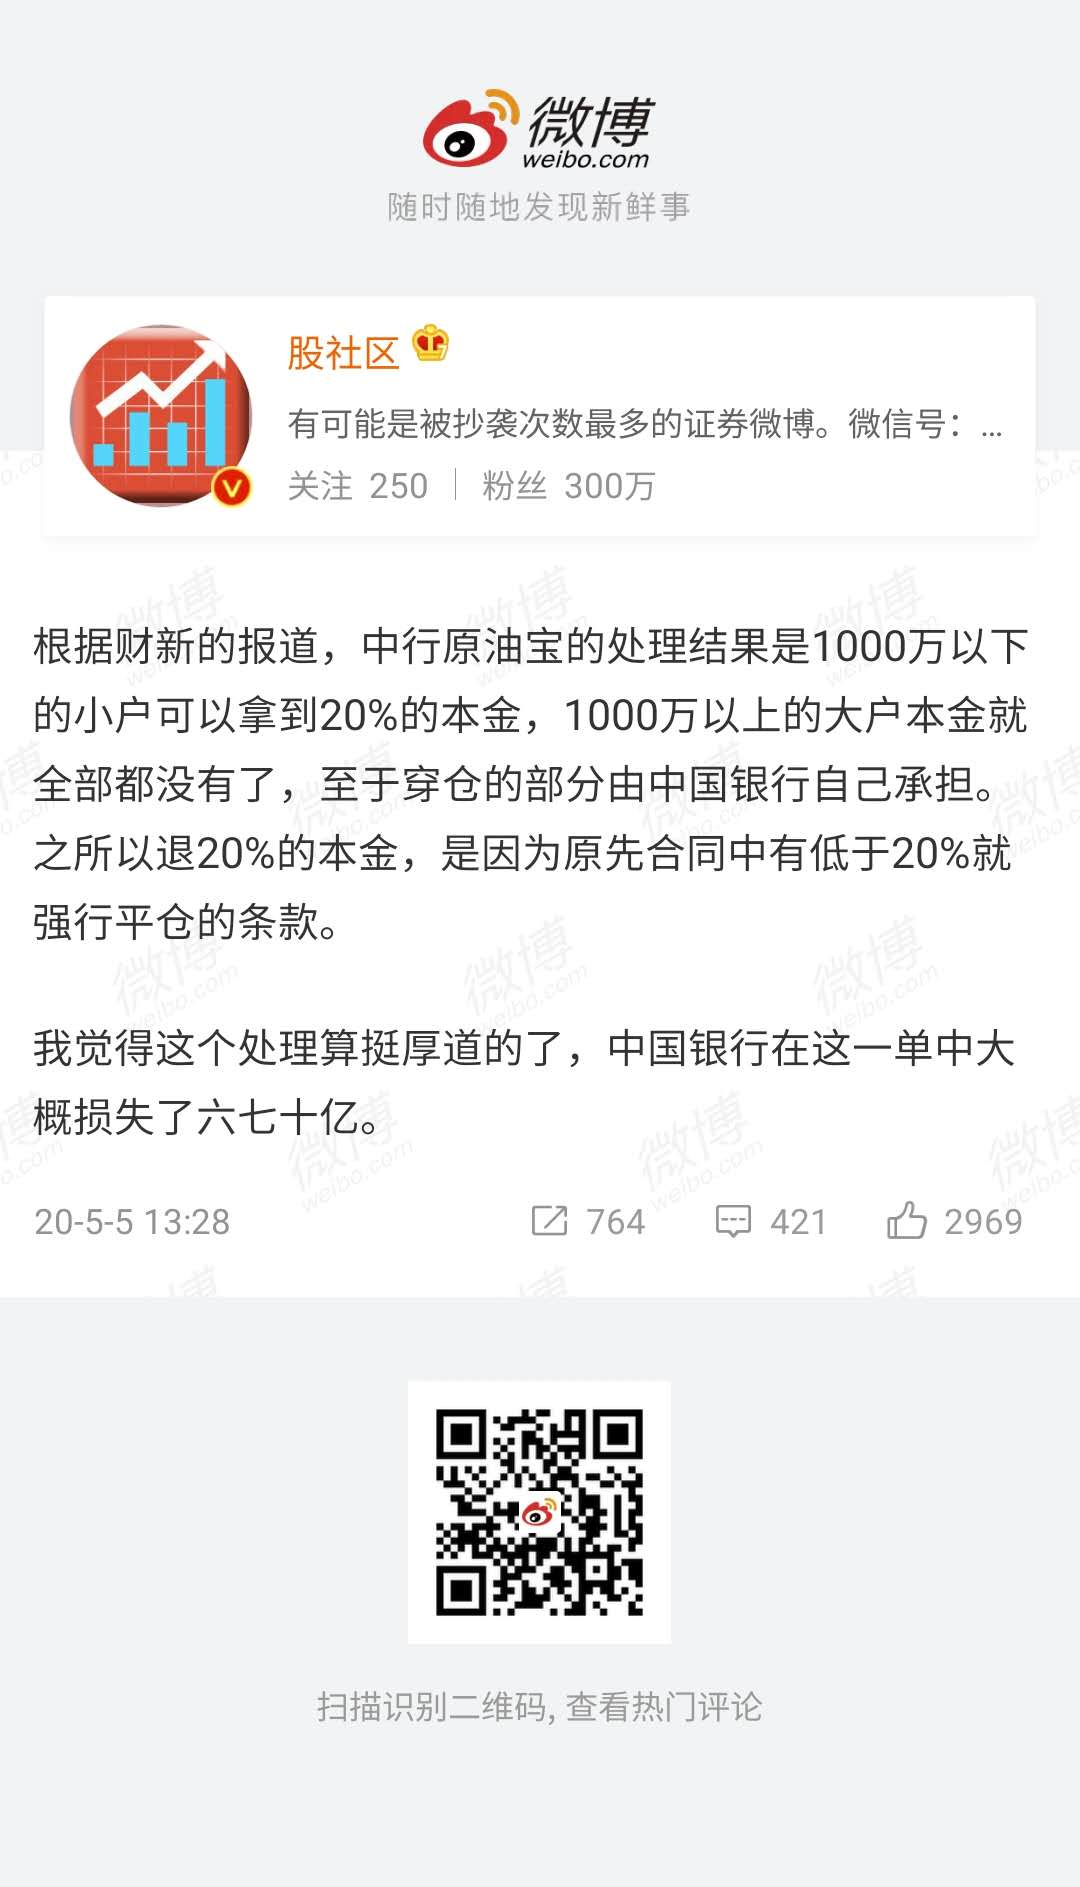 微博
weibo.com
随时随地发现新鲜事
股社区
有可能是被抄袭次数最多的证券微博。微信号：...
关注 250 | 粉丝 300万
根据财新的报道，中行原油宝的处理结果是1000万以下
的小户可以拿到20%的本金，1000万以上的大户本金就
全部都没有了，至于穿仓的部分由中国银行自己承担。
之所以退20%的本金，是因为原先合同中有低于20%就
强行平仓的条款。
我觉得这个处理算挺厚道的了，中国银行在这一单中大
概损失了六七十亿。
20-5-5 13:28 764 421 2969
扫描识别二维码, 查看热门评论